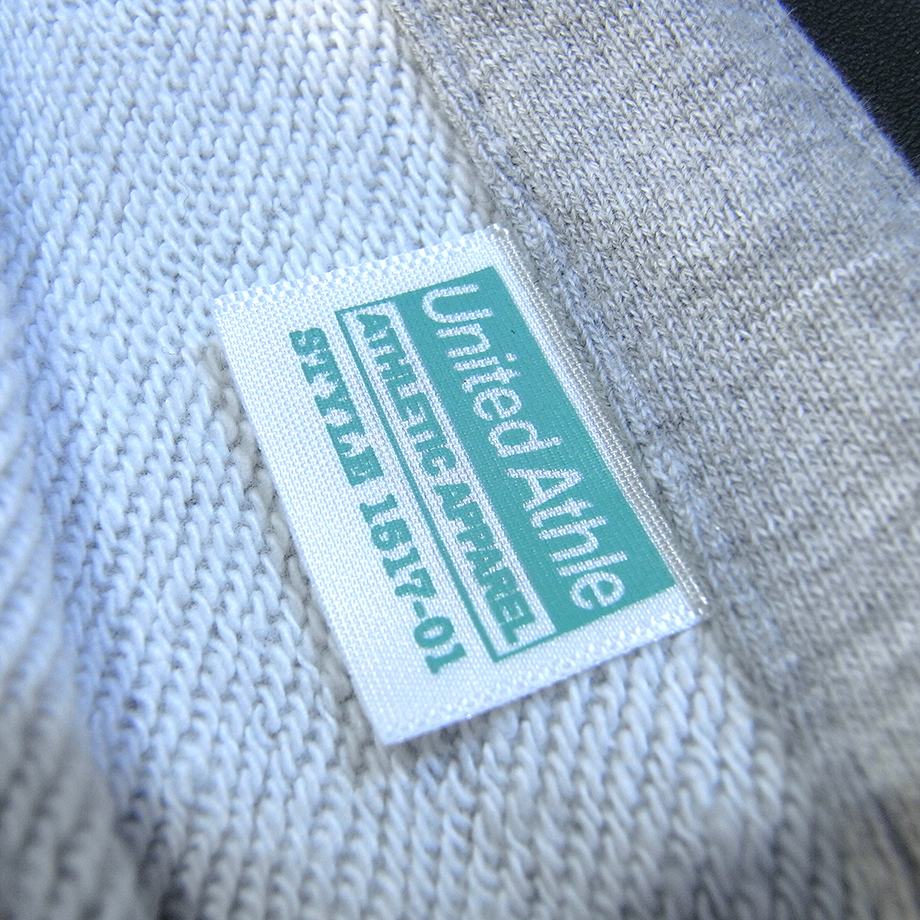 United Athle
ATHLETIC APPAREL
STYLE 1517-01